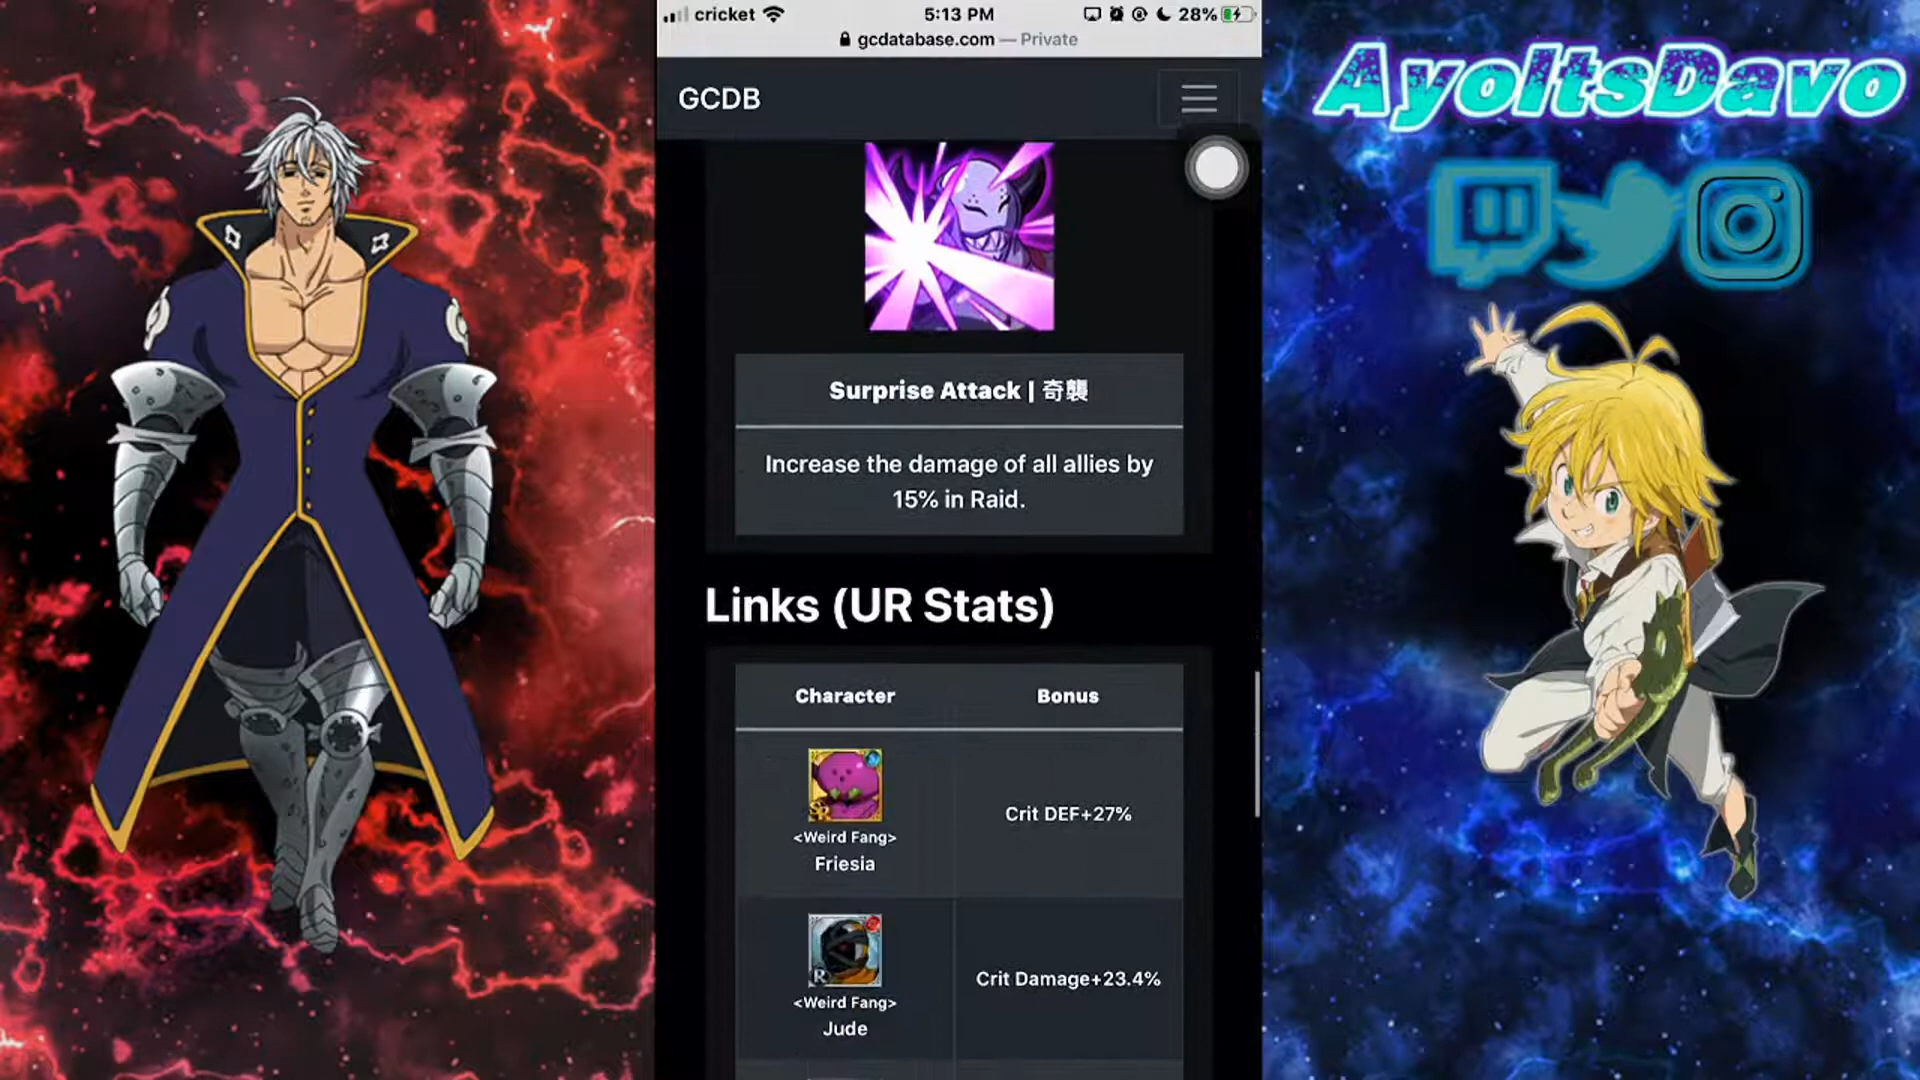 cricket
5:13 PM
28%
gcdatabase.com — Private
GCDB
AyoItsDavo
Surprise Attack | 奇襲
Increase the damage of all allies by
15% in Raid.
Links (UR Stats)
Character
Bonus
SR
<Weird Fang>
Friesia
Crit DEF+27%
R
<Weird Fang>
Jude
Crit Damage+23.4%